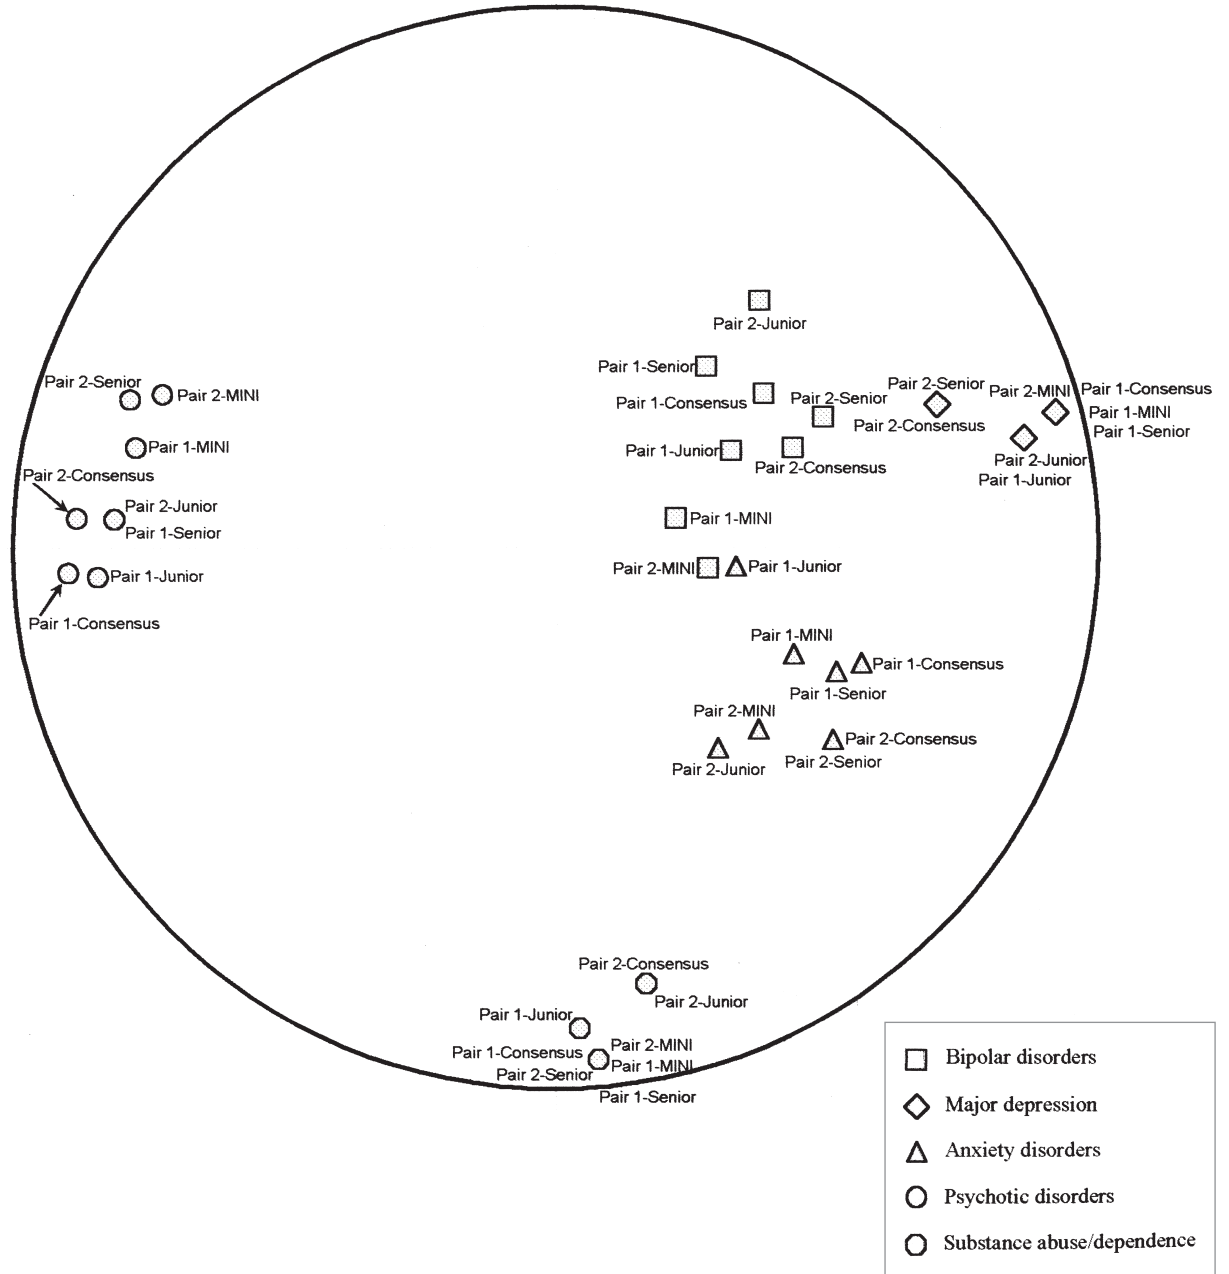 Pair 2-Junior
Pair 1-Senior
Pair 2-Senior
Pair 2-MINI
Pair 1-Consensus
Pair 2-Senior
Pair 2-Senior
Pair 2-Consensus
Pair 2-MINI
Pair 1-Consensus
Pair 1-MINI
Pair 1-Senior
Pair 1-MINI
Pair 1-Junior
Pair 2-Consensus
Pair 2-Junior
Pair 1-Junior
Pair 2-Consensus
Pair 2-Junior
Pair 1-Senior
Pair 1-MINI
Pair 1-Junior
Pair 2-MINI
Pair 1-Junior
Pair 1-Consensus
Pair 1-MINI
Pair 1-Consensus
Pair 1-Senior
Pair 2-MINI
Pair 2-Consensus
Pair 2-Junior
Pair 2-Senior
Pair 2-Consensus
Pair 2-Junior
Pair 1-Junior
Pair 1-Consensus
Pair 2-MINI
Pair 2-Senior
Pair 1-MINI
Pair 1-Senior
Bipolar disorders
Major depression
Anxiety disorders
Psychotic disorders
Substance abuse/dependence